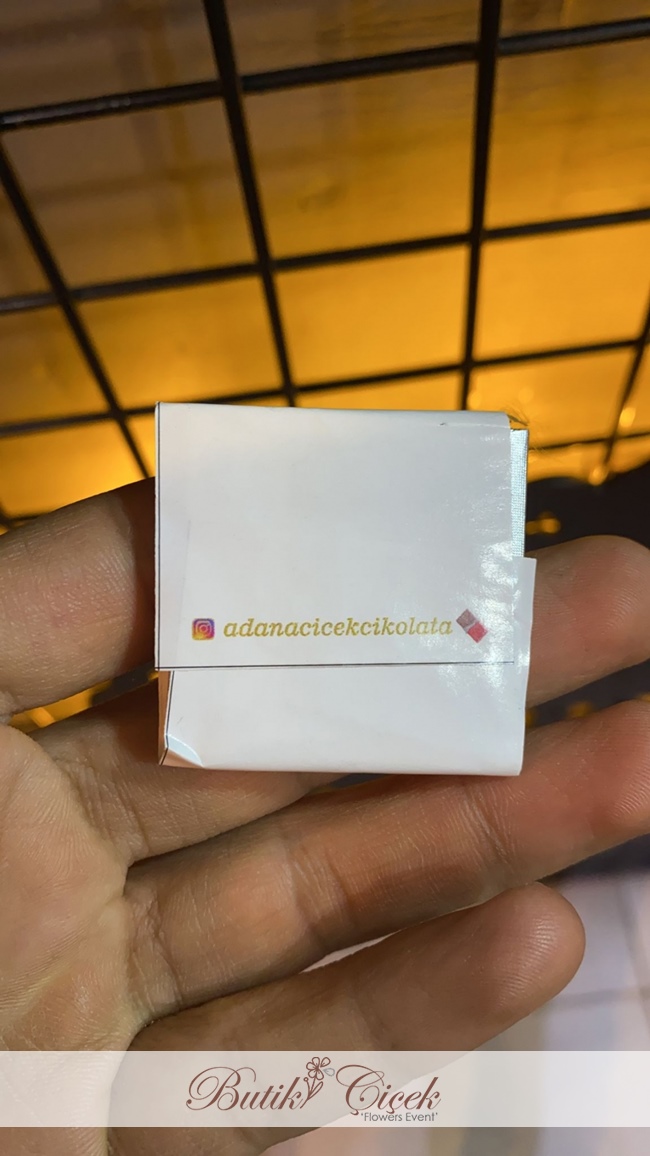 adanacicekcikolata
Butik Çiçek
'Flowers Event'